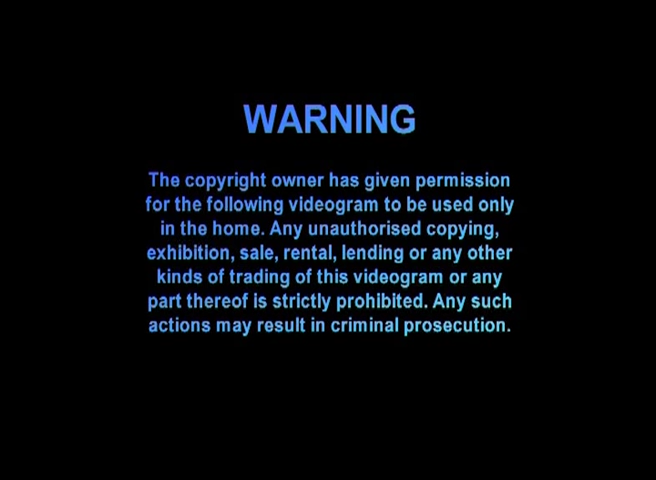 WARNING
The copyright owner has given permission
for the following videogram to be used only
in the home. Any unauthorised copying,
exhibition, sale, rental, lending or any other
kinds of trading of this videogram or any
part thereof is strictly prohibited. Any such
actions may result in criminal prosecution.